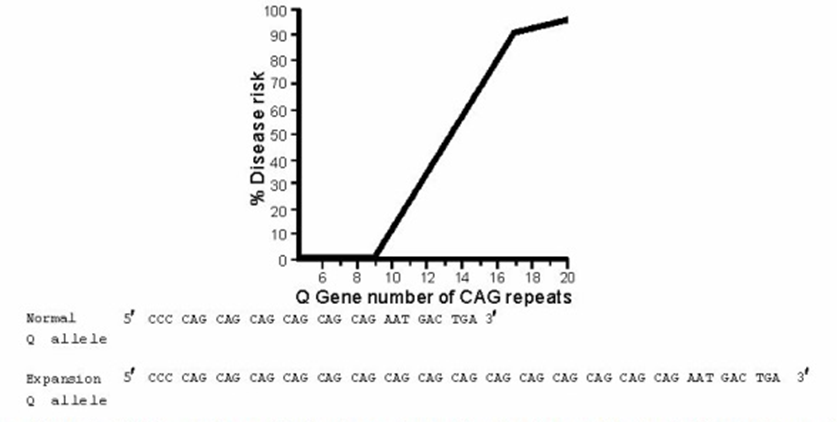 100
90
80
70
60
50
40
30
20
10
0
% Disease risk
6 8 10 12 14 16 18 20
Q Gene number of CAG repeats
Normal 5' CCC CAG CAG CAG CAG CAG CAG AAT GAC TGA 3'
Q allele
Expansion 5' CCC CAG CAG CAG CAG CAG CAG CAG CAG CAG CAG CAG CAG CAG CAG CAG AAT GAC TGA 3'
Q allele